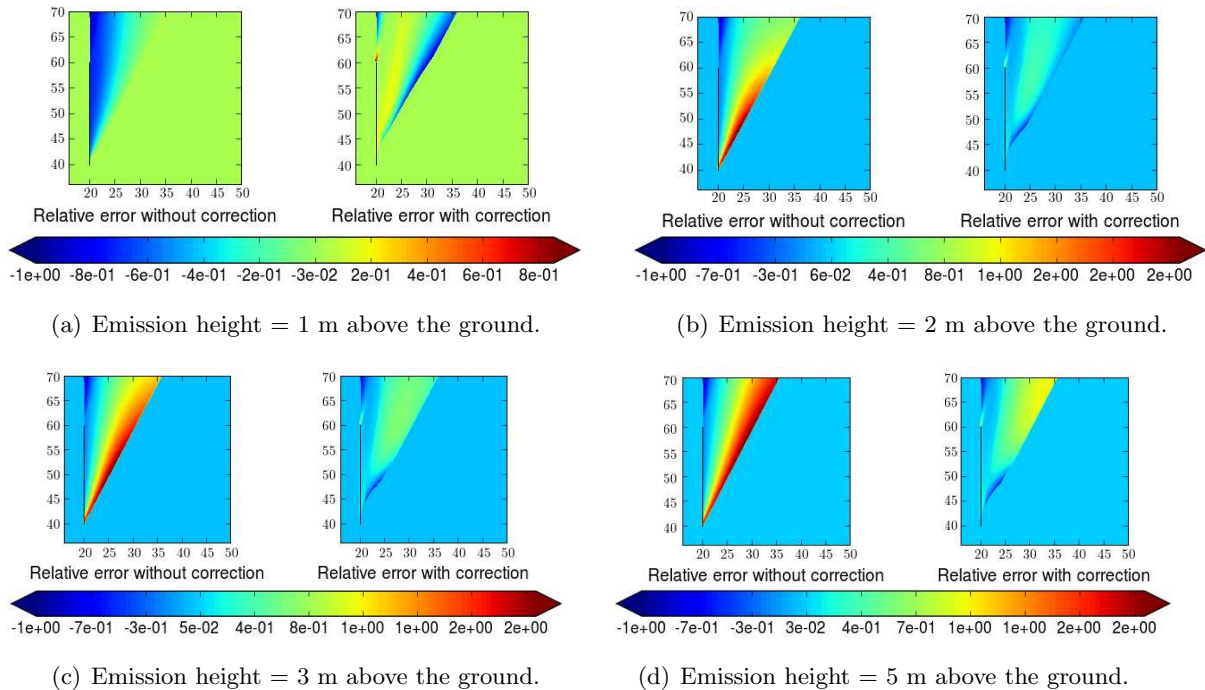 70
65
60
55
50
45
40
20 25 30 35 40 45 50
Relative error without correction
70
65
60
55
50
45
40
20 25 30 35 40 45 50
Relative error with correction
-1e+00 -8e-01 -6e-01 -4e-01 -2e-01 -3e-02 2e-01 4e-01 6e-01 8e-01
(a) Emission height = 1 m above the ground.
70
65
60
55
50
45
40
20 25 30 35 40 45 50
Relative error without correction
70
65
60
55
50
45
40
20 25 30 35 40 45 50
Relative error with correction
-1e+00 -7e-01 -3e-01 6e-02 4e-01 8e-01 1e+00 2e+00 2e+00 2e+00
(b) Emission height = 2 m above the ground.
70
65
60
55
50
45
40
20 25 30 35 40 45 50
Relative error without correction
70
65
60
55
50
45
40
20 25 30 35 40 45 50
Relative error with correction
-1e+00 -7e-01 -3e-01 5e-02 4e-01 8e-01 1e+00 1e+00 2e+00 2e+00
(c) Emission height = 3 m above the ground.
70
65
60
55
50
45
40
20 25 30 35 40 45 50
Relative error without correction
70
65
60
55
50
45
40
20 25 30 35 40 45 50
Relative error with correction
-1e+00 -7e-01 -3e-01 3e-02 4e-01 7e-01 1e+00 1e+00 2e+00 2e+00
(d) Emission height = 5 m above the ground.